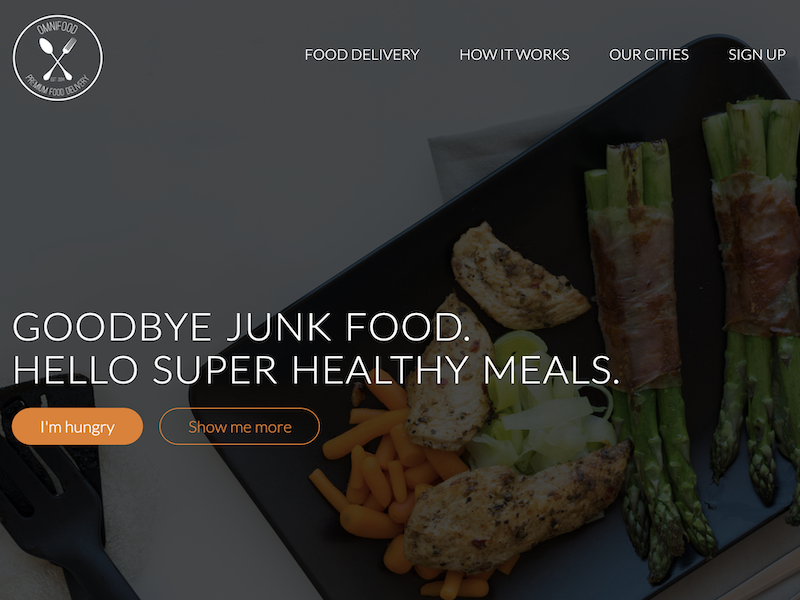 OMNIFOOD
PREMIUM FOOD DELIVERY
FOOD DELIVERY
HOW IT WORKS
OUR CITIES
SIGN UP
GOODBYE JUNK FOOD.
HELLO SUPER HEALTHY MEALS.
I'm hungry
Show me more